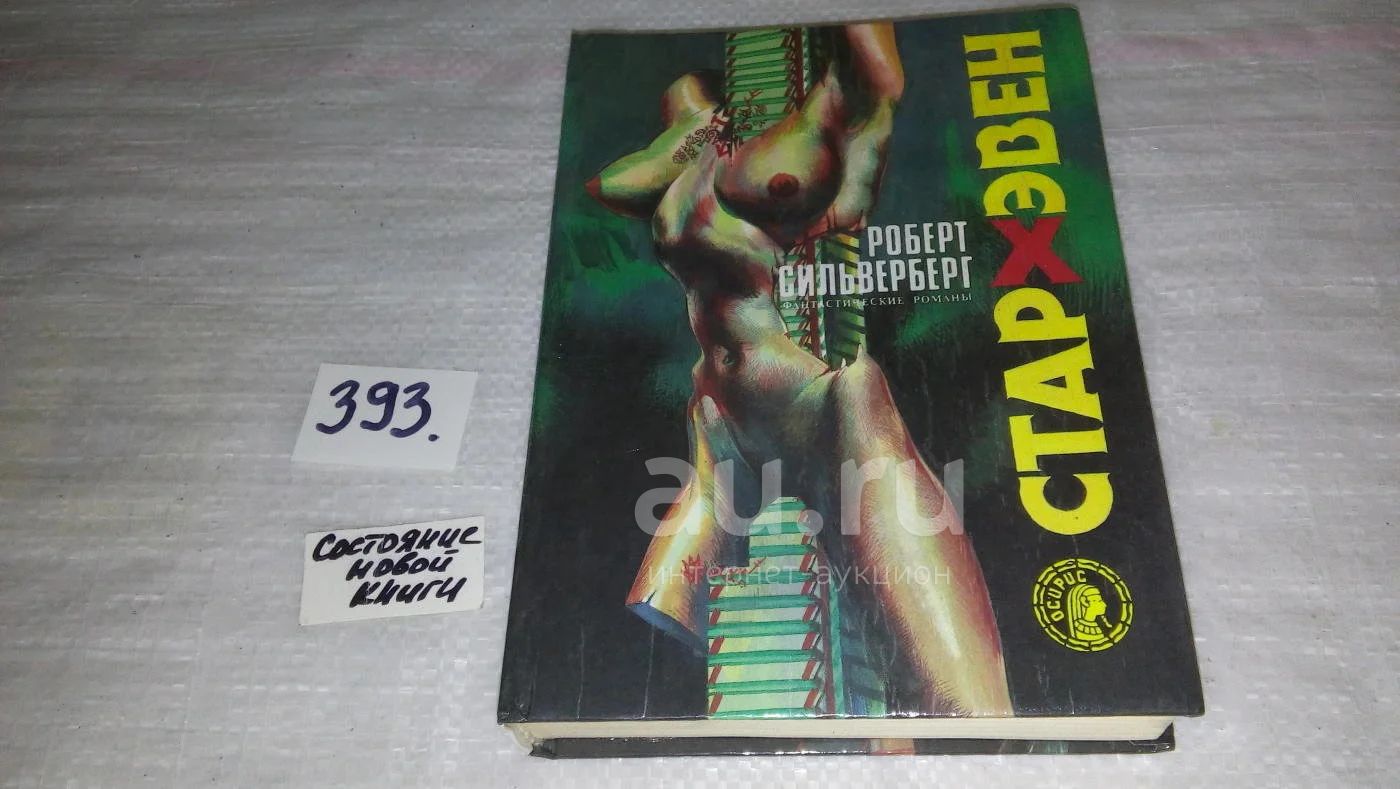 393.
СОСТОЯНИЕ
НОВОЙ
КНИГИ
РОБЕРТ
СИЛЬВЕРБЕРГ
ФАНТАСТИЧЕСКИЕ РОМАНЫ
СТАРХЭВЕН
ОСИРИС
au.ru
интернет аукцион